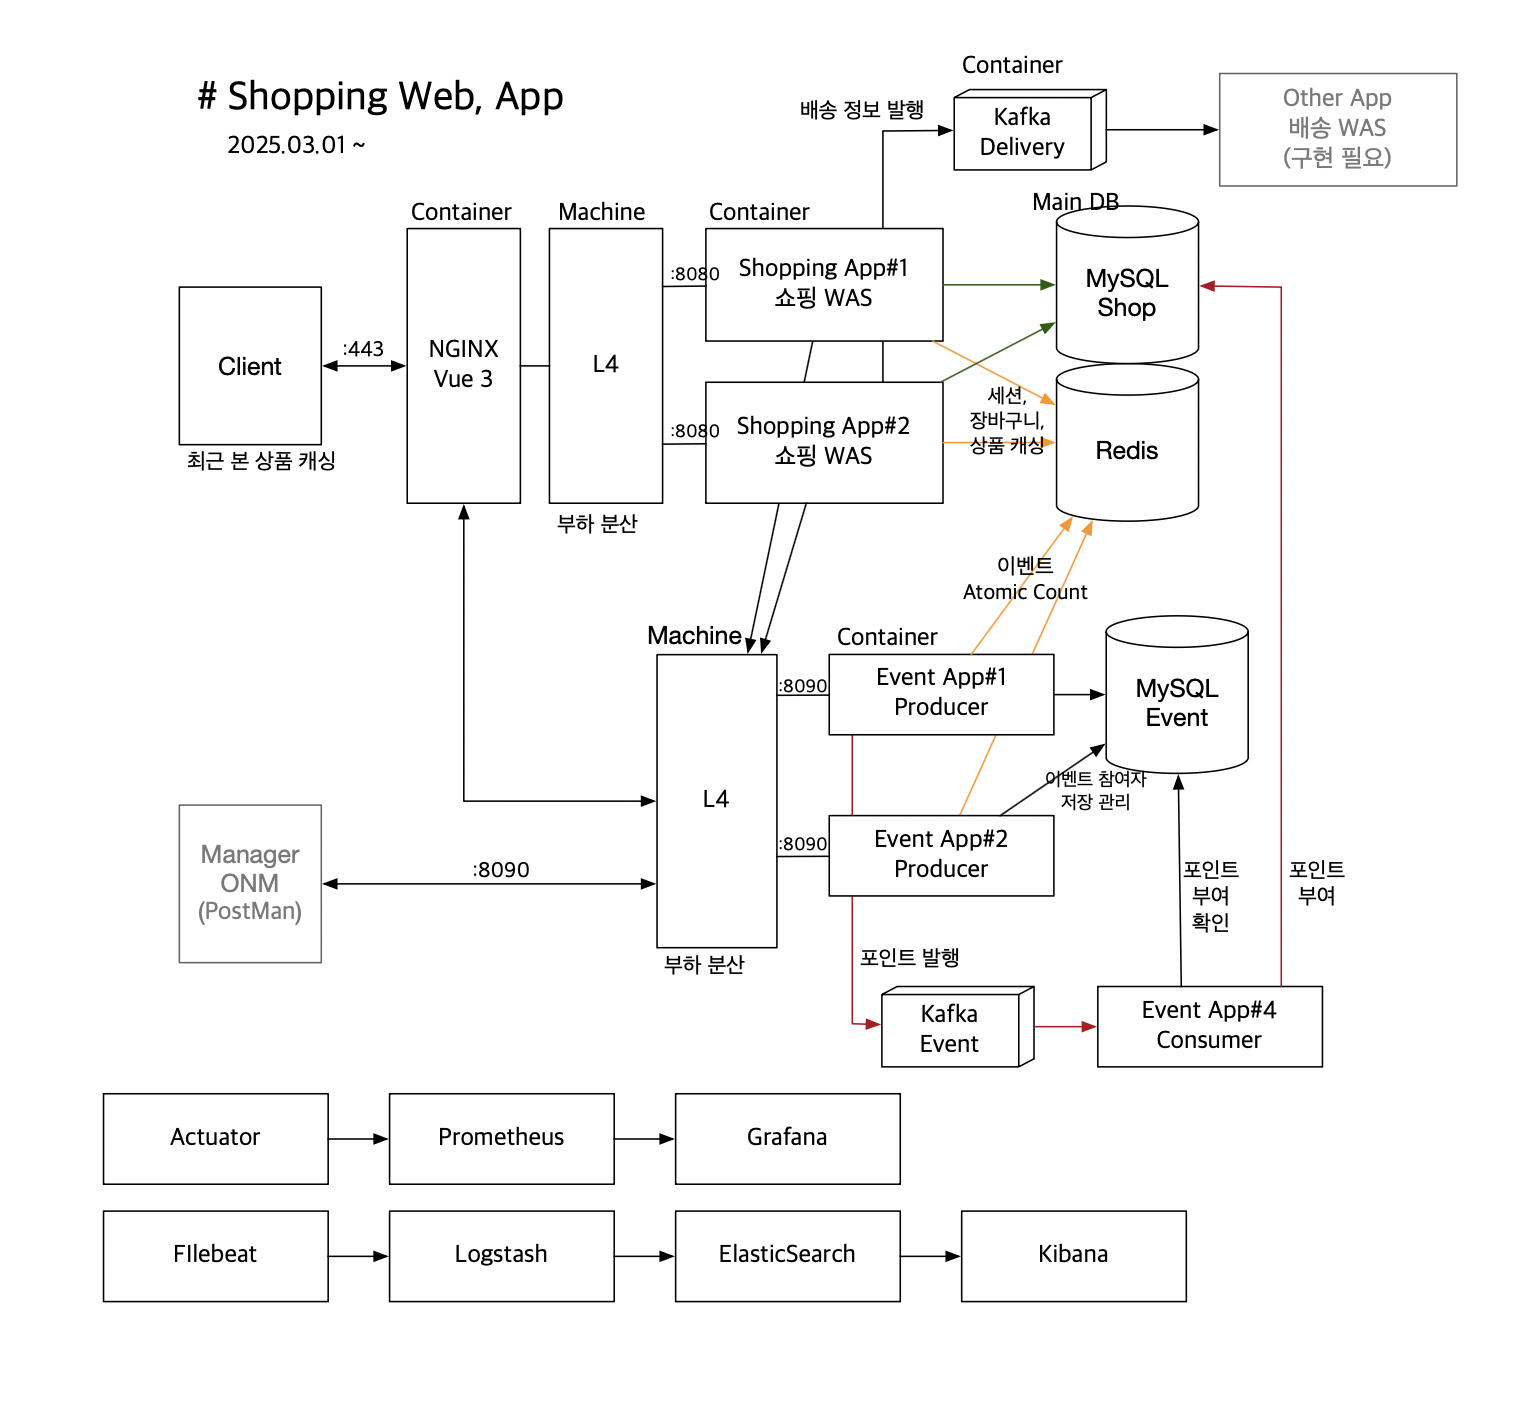 # Shopping Web, App
2025.03.01 ~
Container
Kafka
Delivery
배송 정보 발행
Other App
배송 WAS
(구현 필요)
Container
Machine
Container
Main DB
Client
:443
최근 본 상품 캐싱
NGINX
Vue 3
L4
부하 분산
:8080
Shopping App#1
쇼핑 WAS
:8080
Shopping App#2
쇼핑 WAS
MySQL
Shop
세션,
장바구니,
상품 캐싱
Redis
이벤트
Atomic Count
Machine
Container
L4
부하 분산
:8090
Event App#1
Producer
:8090
Event App#2
Producer
MySQL
Event
이벤트 참여자
저장 관리
Manager
ONM
(PostMan)
:8090
포인트
부여
확인
포인트
부여
포인트 발행
Kafka
Event
Event App#4
Consumer
Actuator
Prometheus
Grafana
FIlebeat
Logstash
ElasticSearch
Kibana